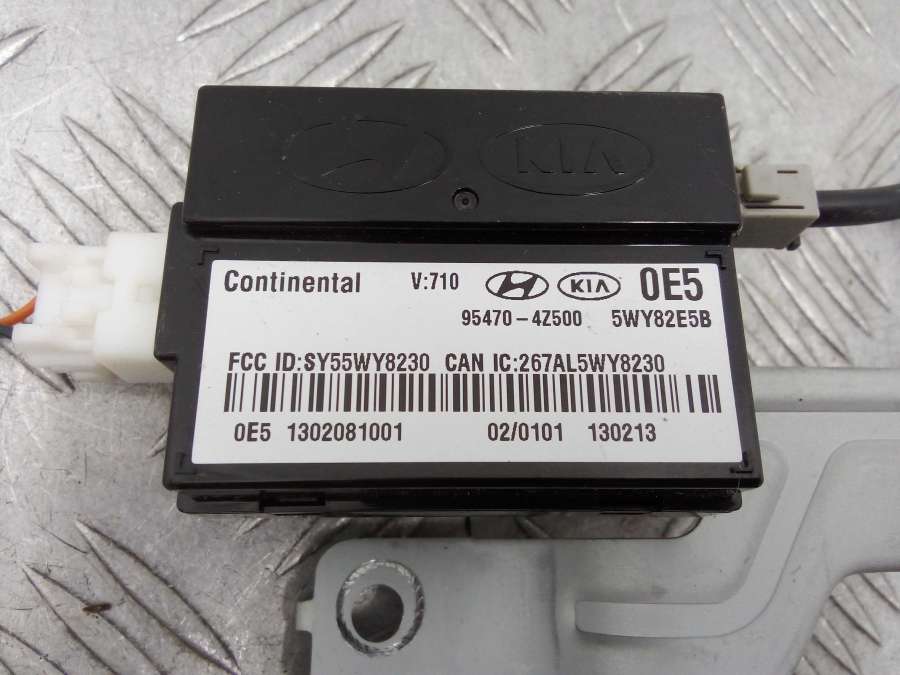 KIA
Continental V:710 KIA 0E5
95470-4Z500 5WY82E5B
FCC ID:SY55WY8230 CAN IC:267AL5WY8230
0E5 1302081001 02/0101 130213